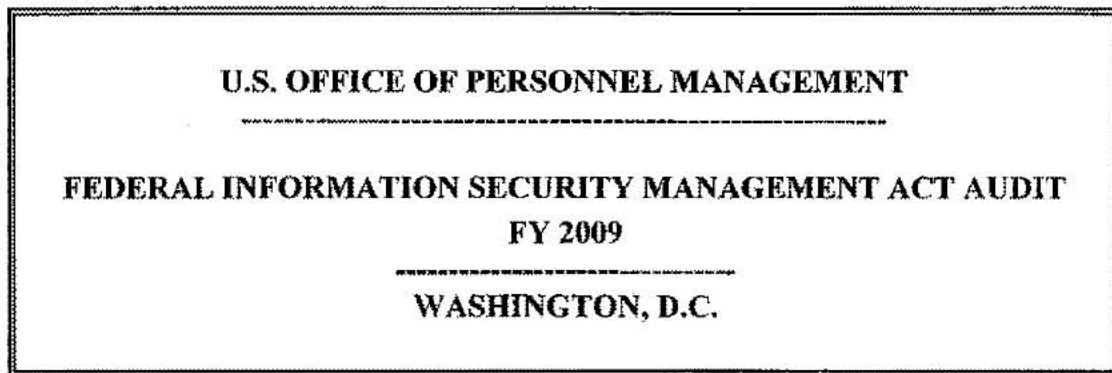 U.S. OFFICE OF PERSONNEL MANAGEMENT
FEDERAL INFORMATION SECURITY MANAGEMENT ACT AUDIT
FY 2009
WASHINGTON, D.C.